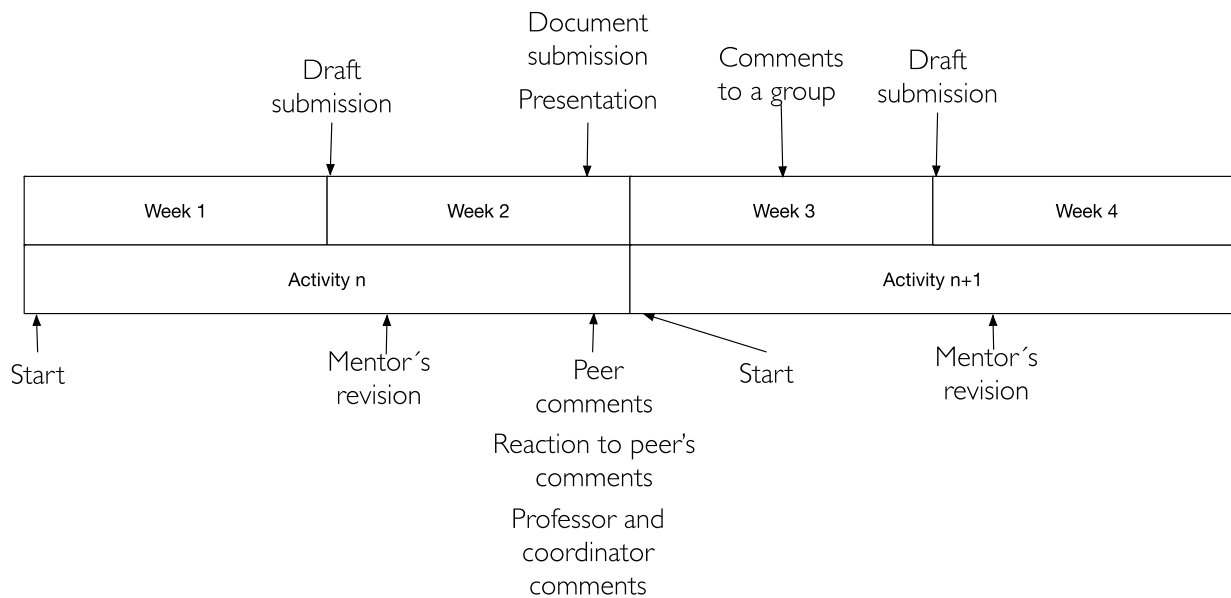 Document
submission
Presentation
Draft
submission
Comments
to a group
Draft
submission
Week 1
Week 2
Week 3
Week 4
Activity n
Activity n+1
Start
Mentor´s
revision
Peer
comments
Reaction to peer’s
comments
Professor and
coordinator
comments
Start
Mentor´s
revision